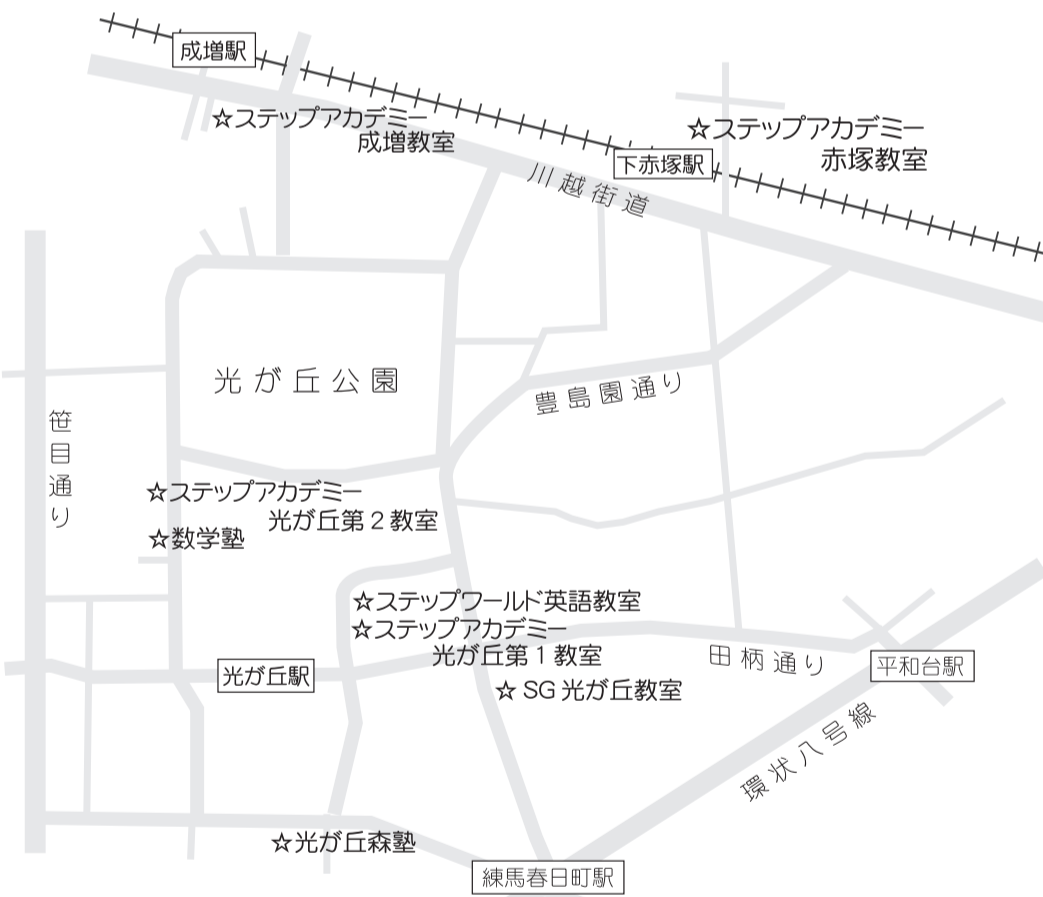 成増駅
☆ステップアカデミー
成増教室
☆ステップアカデミー
赤塚教室
下赤塚駅
川越街道
光が丘公園
豊島園通り
笹目通り
☆ステップアカデミー
光が丘第2教室
☆数学塾
☆ステップワールド英語教室
☆ステップアカデミー
光が丘第1教室
田柄通り
平和台駅
光が丘駅
☆SG光が丘教室
環状八号線
☆光が丘森塾
練馬春日町駅